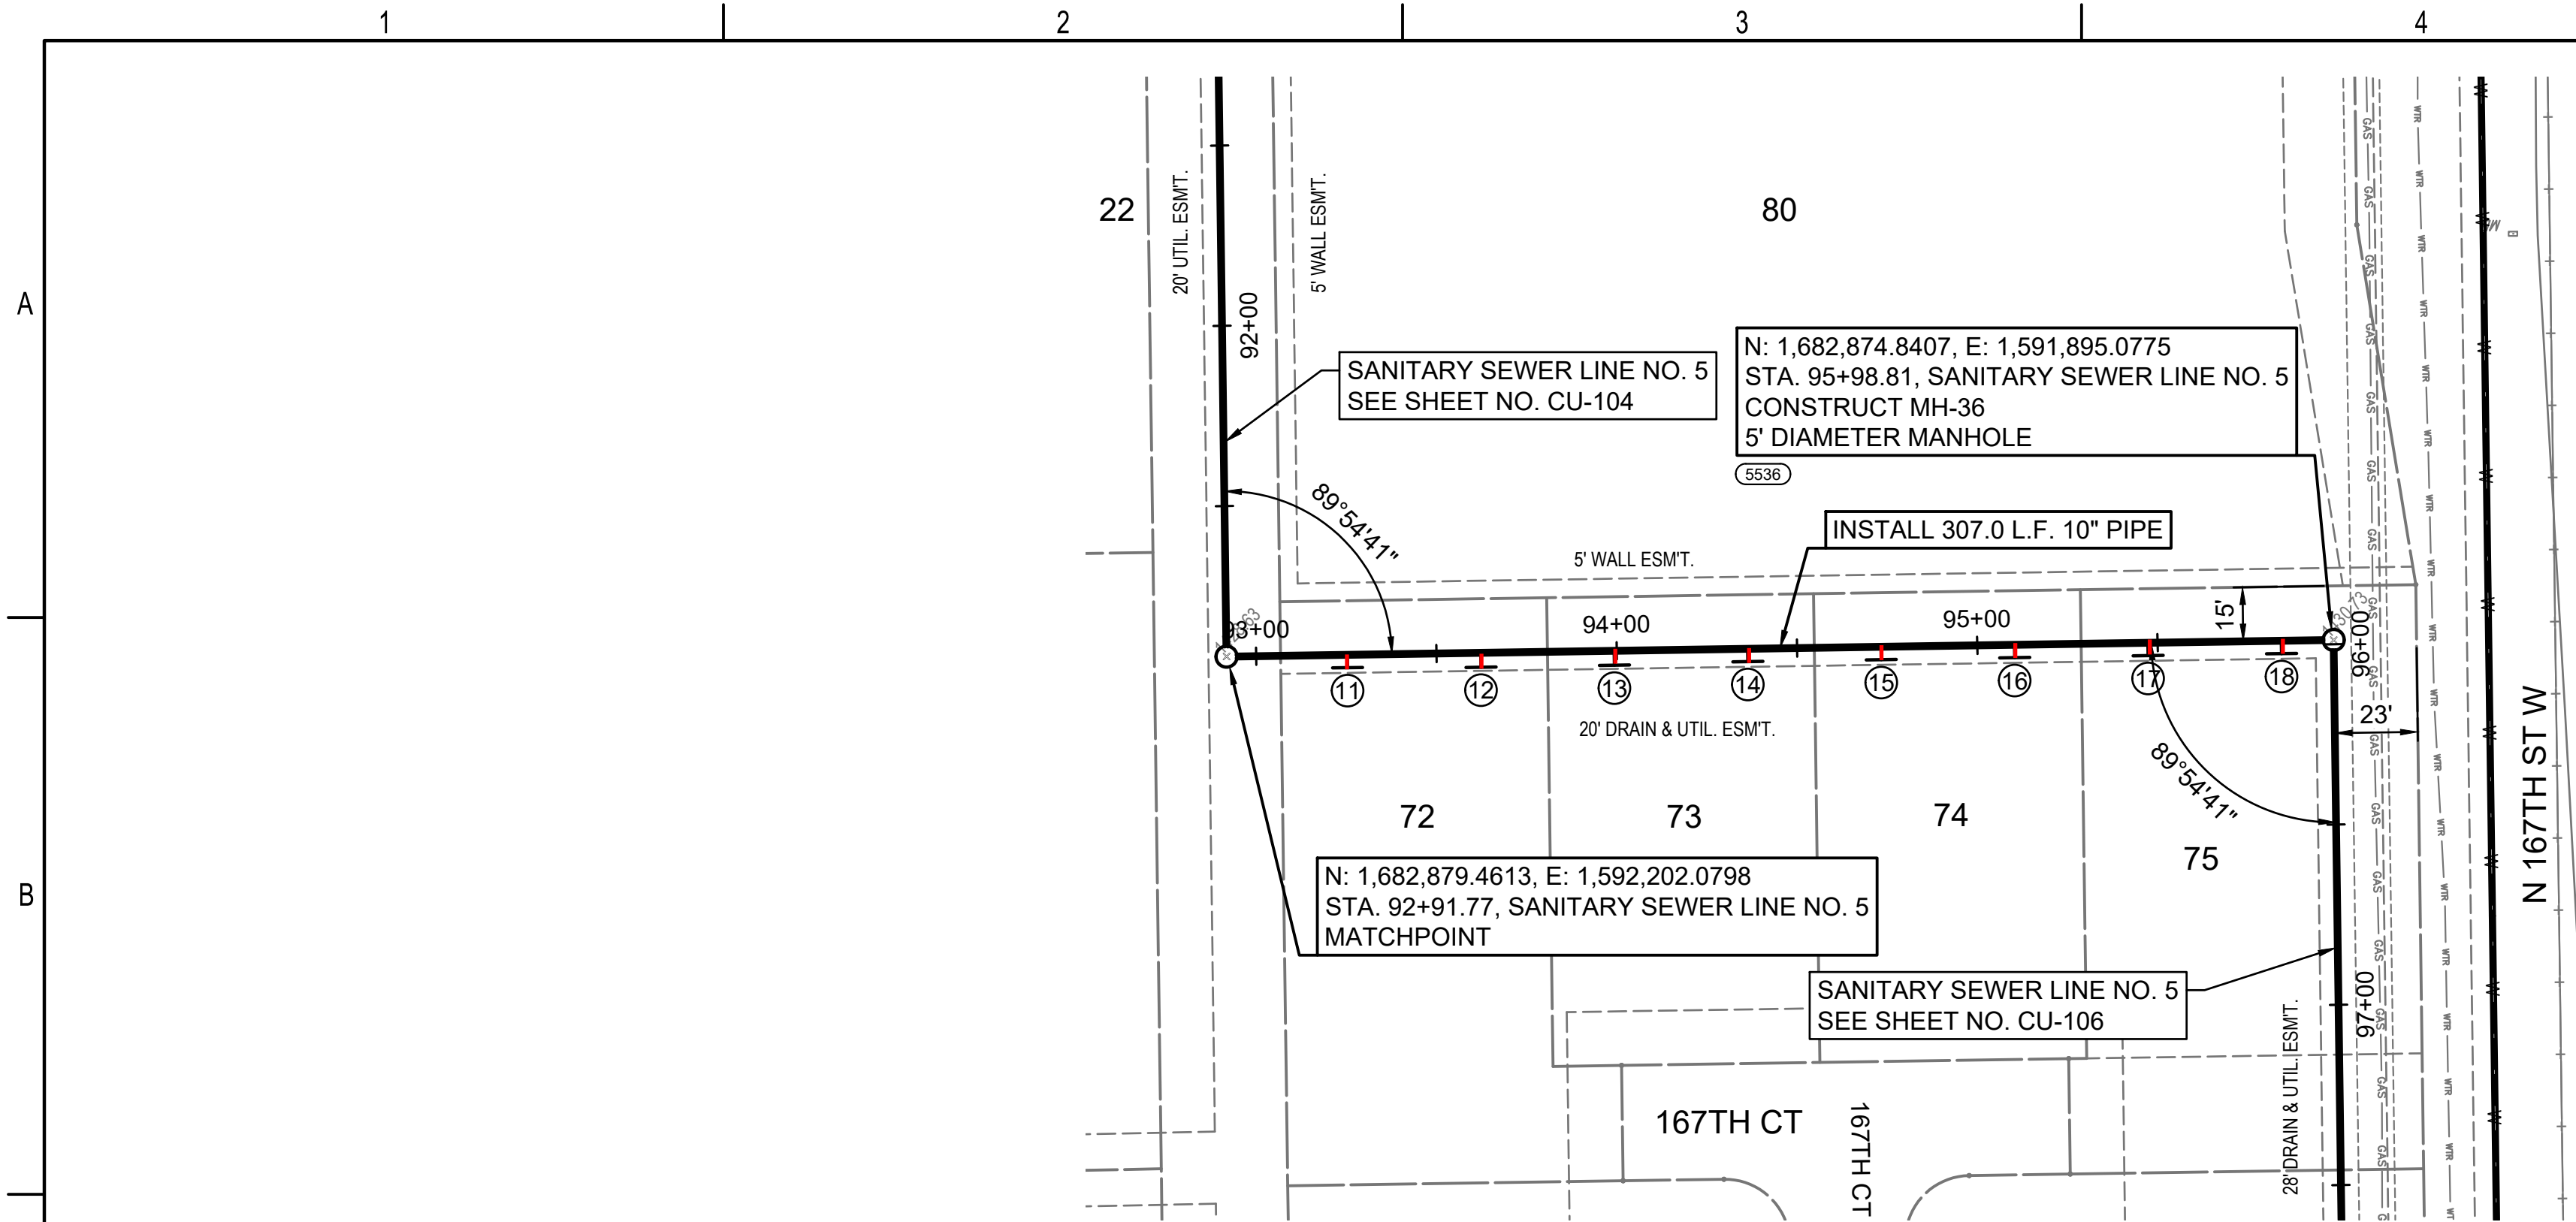 1
2
3
4
A
B
22
20' UTIL. ESM'T.
5' WALL ESM'T.
80
92+00
SANITARY SEWER LINE NO. 5
SEE SHEET NO. CU-104
N: 1,682,874.8407, E: 1,591,895.0775
STA. 95+98.81, SANITARY SEWER LINE NO. 5
CONSTRUCT MH-36
5' DIAMETER MANHOLE
5536
89°54'41"
INSTALL 307.0 L.F. 10" PIPE
5' WALL ESM'T.
93+00
94+00
95+00
15'
96+00
11
12
13
14
15
16
17
18
20' DRAIN & UTIL. ESM'T.
23'
89°54'41"
72
73
74
75
N 167TH ST W
N: 1,682,879.4613, E: 1,592,202.0798
STA. 92+91.77, SANITARY SEWER LINE NO. 5
MATCHPOINT
SANITARY SEWER LINE NO. 5
SEE SHEET NO. CU-106
97+00
28' DRAIN & UTIL. ESM'T.
167TH CT
167TH CT
GAS
WTR
W